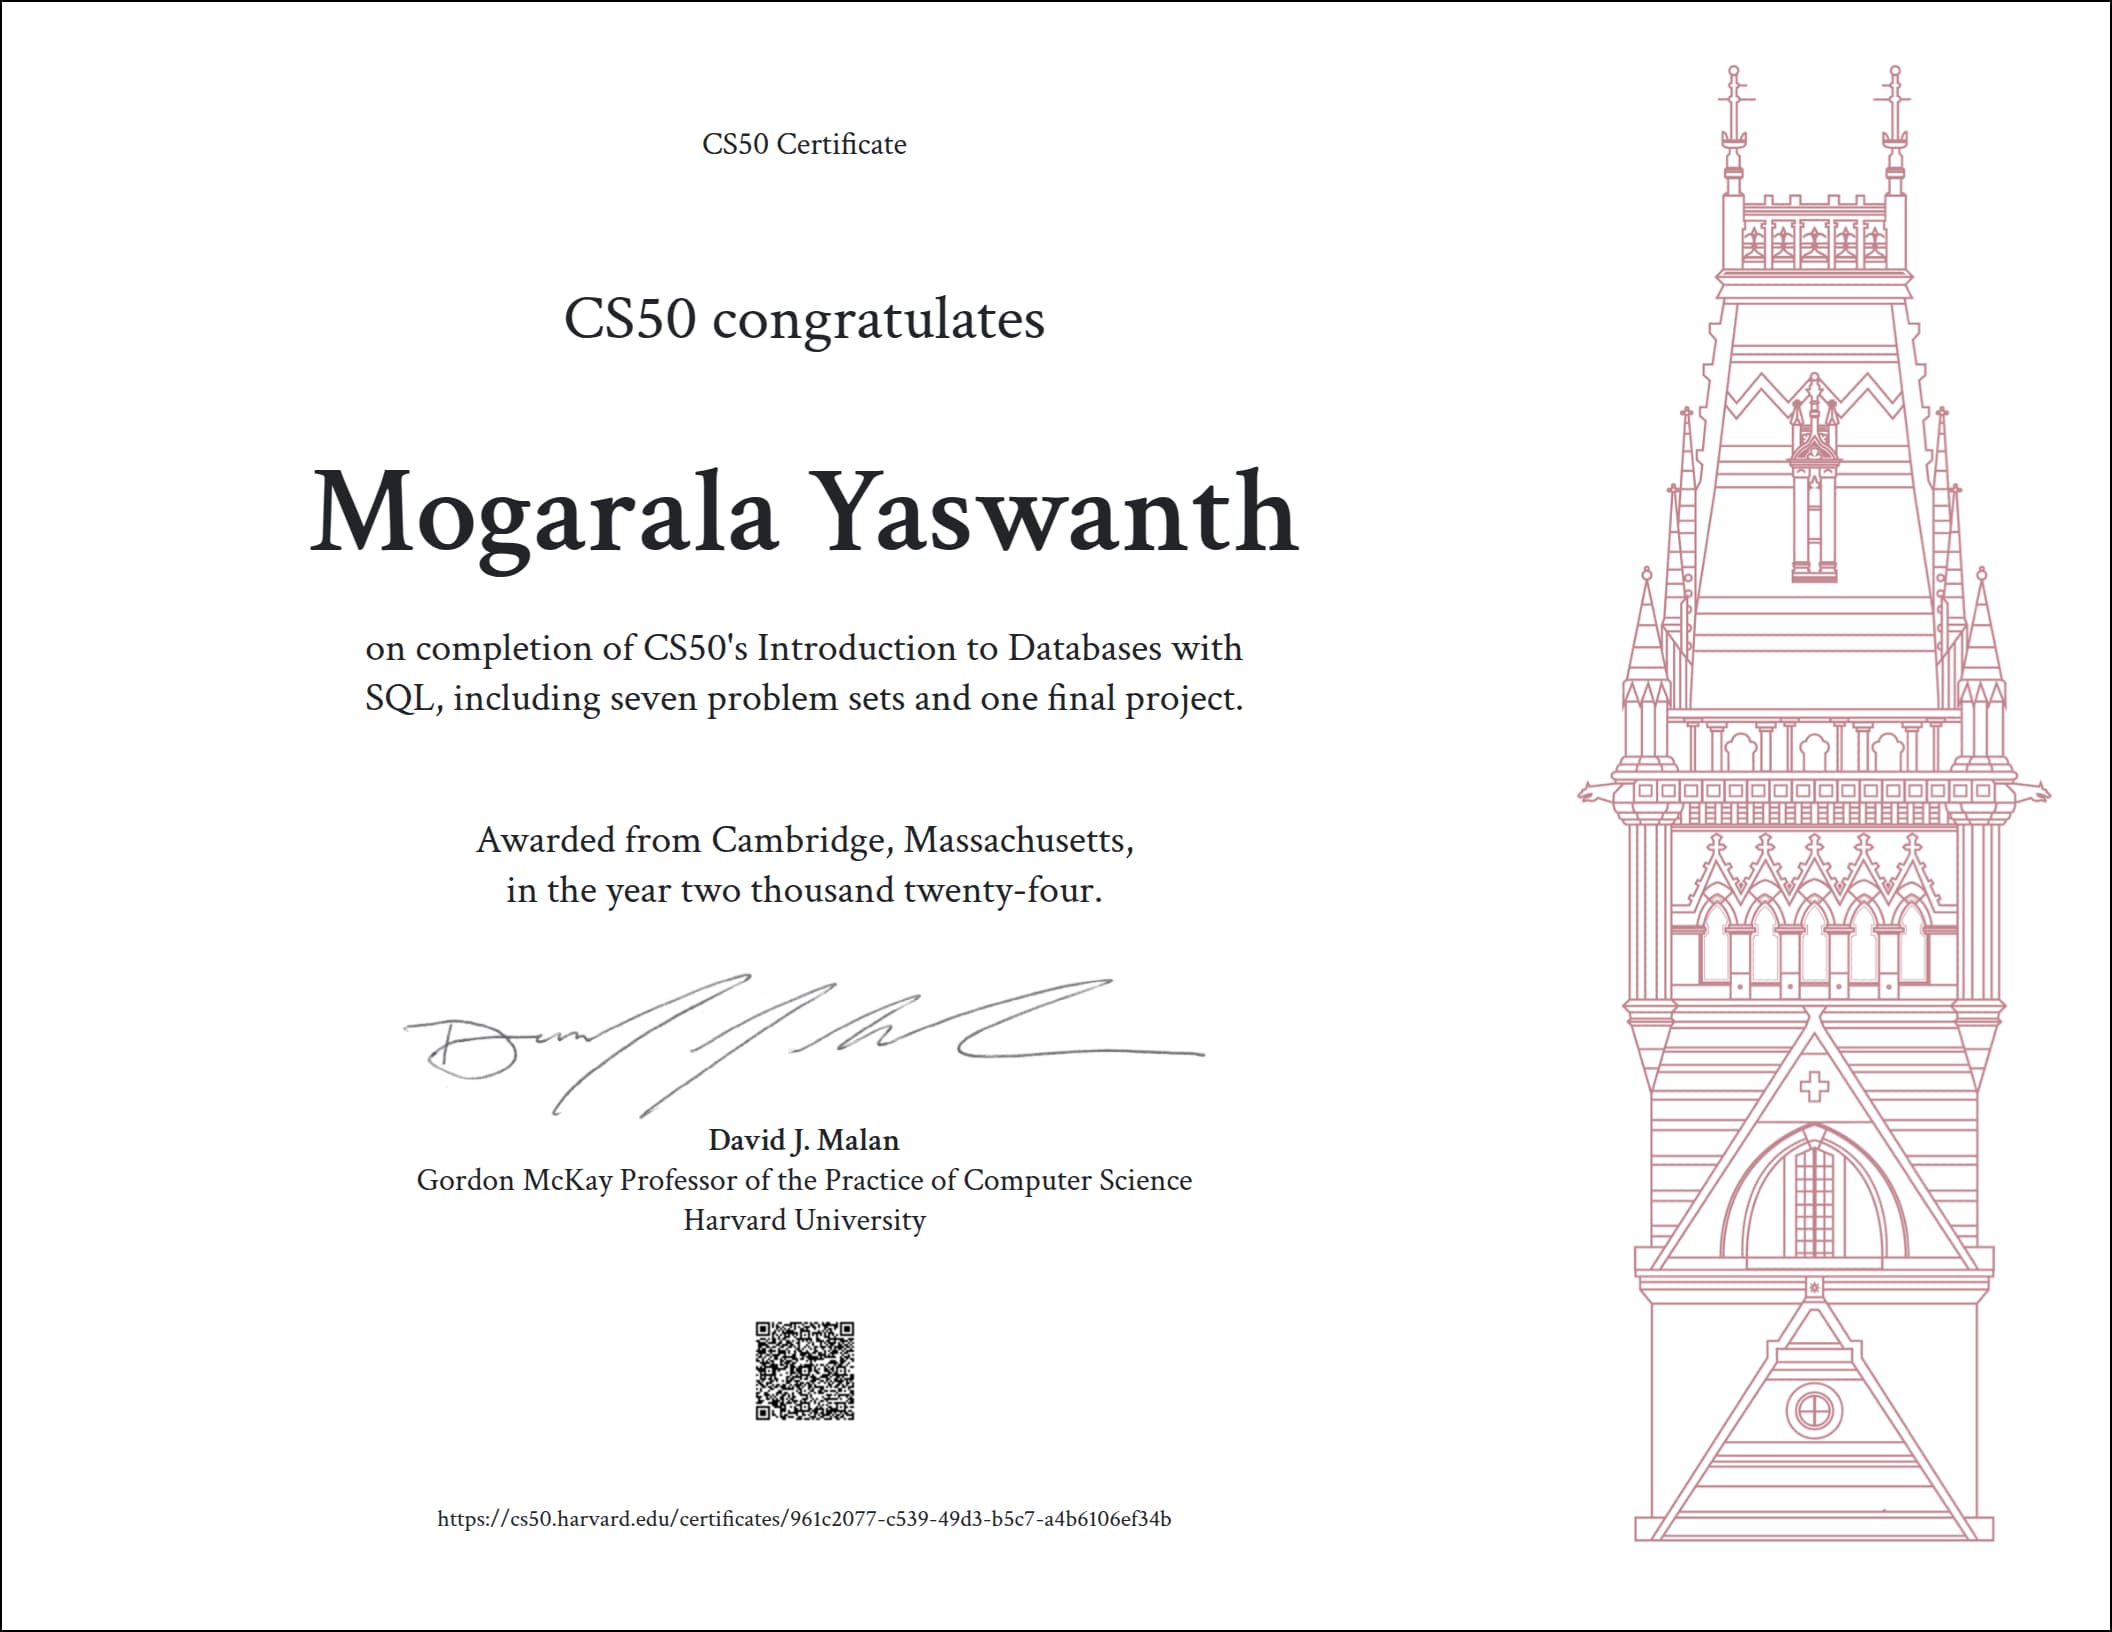 CS50 Certificate
CS50 congratulates
Mogarala Yaswanth
on completion of CS50's Introduction to Databases with
SQL, including seven problem sets and one final project.
Awarded from Cambridge, Massachusetts,
in the year two thousand twenty-four.
David J. Malan
Gordon McKay Professor of the Practice of Computer Science
Harvard University
https://cs50.harvard.edu/certificates/961c2077-c539-49d3-b5c7-a4b6106ef34b